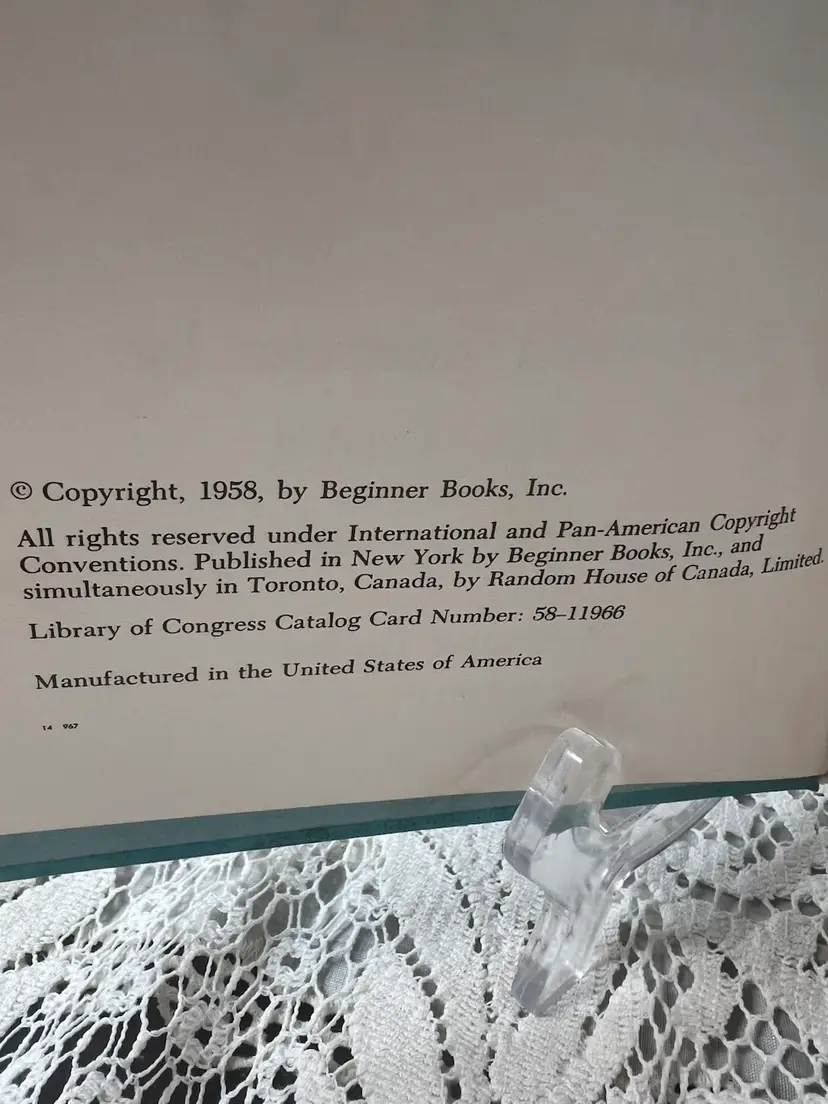 © Copyright, 1958, by Beginner Books, Inc.
All rights reserved under International and Pan-American Copyright
Conventions. Published in New York by Beginner Books, Inc., and
simultaneously in Toronto, Canada, by Random House of Canada, Limited.
Library of Congress Catalog Card Number: 58–11966
Manufactured in the United States of America
14 967